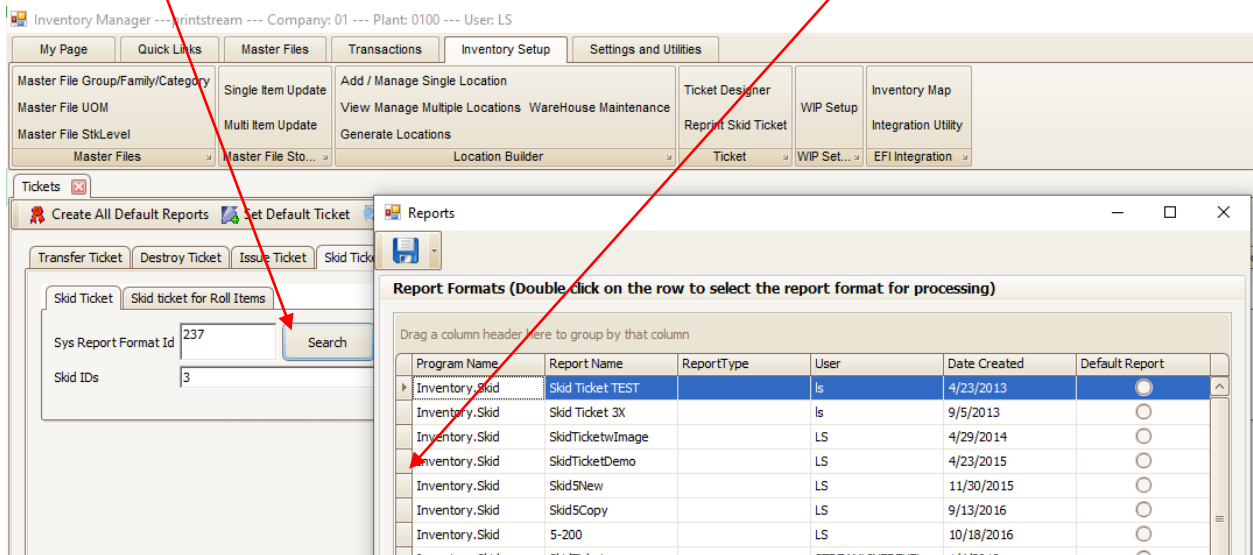 Inventory Manager ---printstream --- Company: 01 --- Plant: 0100 --- User: LS
My Page Quick Links Master Files Transactions Inventory Setup Settings and Utilities
Master File Group/Family/Category
Master File UOM
Master File StkLevel
Master Files
Single Item Update
Multi Item Update
Master File Sto...
Add / Manage Single Location
View Manage Multiple Locations WareHouse Maintenance
Generate Locations
Location Builder
Ticket Designer
Reprint Skid Ticket
Ticket
WIP Setup
WIP Set...
Inventory Map
Integration Utility
EFI Integration
Tickets
Create All Default Reports Set Default Ticket
Transfer Ticket Destroy Ticket Issue Ticket Skid Ticke
Skid Ticket Skid ticket for Roll Items
Sys Report Format Id 237 Search
Skid IDs 3
Reports
Report Formats (Double click on the row to select the report format for processing)
Drag a column header here to group by that column
Program Name Report Name ReportType User Date Created Default Report
Inventory.Skid Skid Ticket TEST ls 4/23/2013
Inventory.Skid Skid Ticket 3X ls 9/5/2013
Inventory.Skid SkidTicketwImage LS 4/29/2014
Inventory.Skid SkidTicketDemo LS 4/23/2015
Inventory.Skid Skid5New LS 11/30/2015
Inventory.Skid Skid5Copy LS 9/13/2016
Inventory.Skid 5-200 LS 10/18/2016